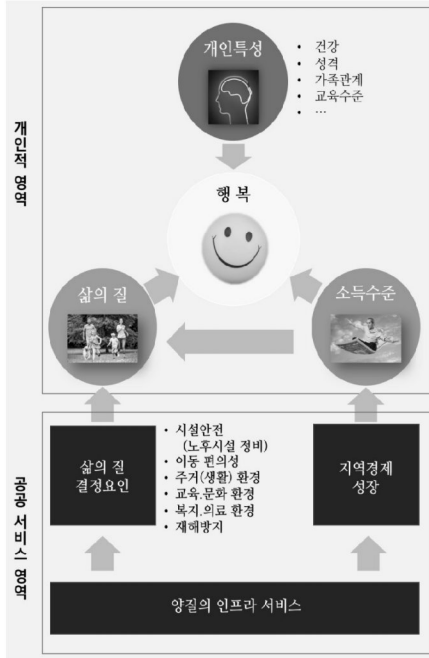 개인적 영역
개인특성
• 건강
• 성격
• 가족관계
• 교육수준
• …
행 복
삶의 질
소득수준
공공 서비스 영역
삶의 질
결정요인
• 시설안전
(노후시설 정비)
• 이동 편의성
• 주거(생활) 환경
• 교육.문화 환경
• 복지.의료 환경
• 재해방지
지역경제
성장
양질의 인프라 서비스